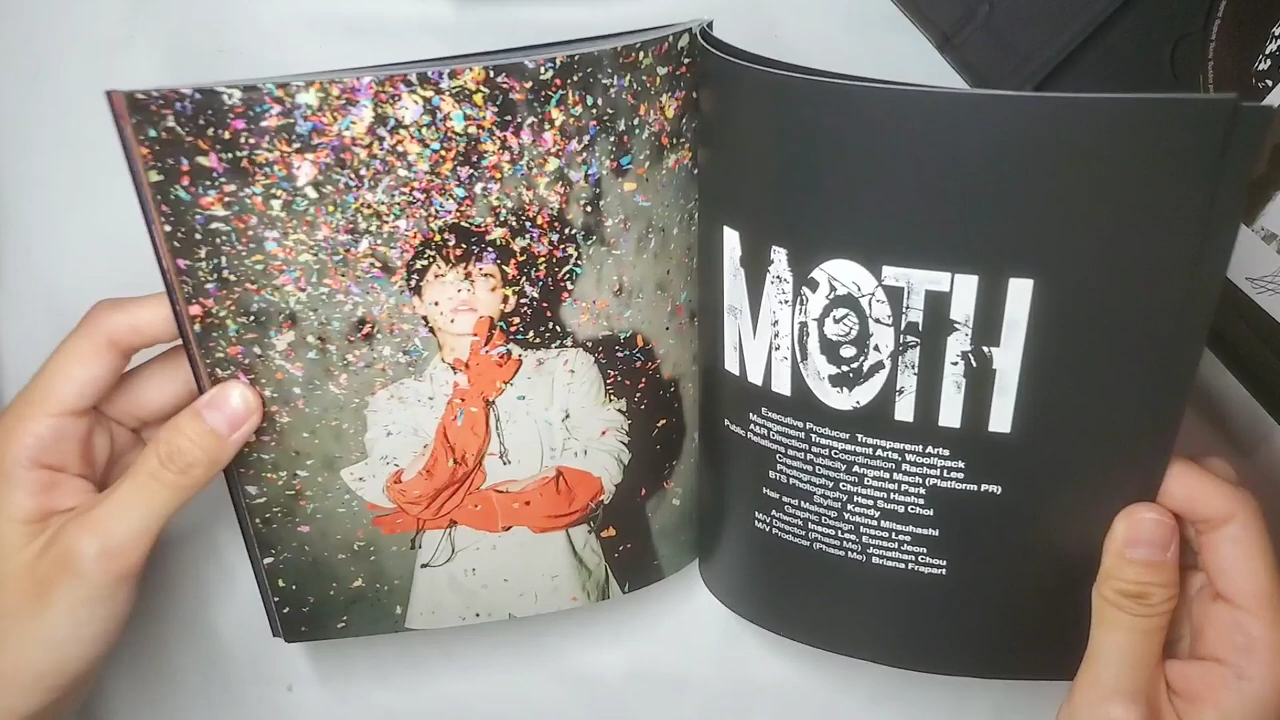 MOTH
Executive Producer Transparent Arts
Management Transparent Arts, Woolfpack
A&R Direction and Coordination Rachel Lee
Public Relations and Publicity Angela Mach (Platform PR)
Creative Direction Daniel Park
Photography Christian Haahs
BTS Photography Hee Sung Choi
Stylist Kendy
Hair and Makeup Yukina Mitsuhashi
Graphic Design Insoo Lee
Artwork Insoo Lee, Eunsol Jeon
M/V Director (Phase Me) Jonathan Chou
M/V Producer (Phase Me) Briana Frapart